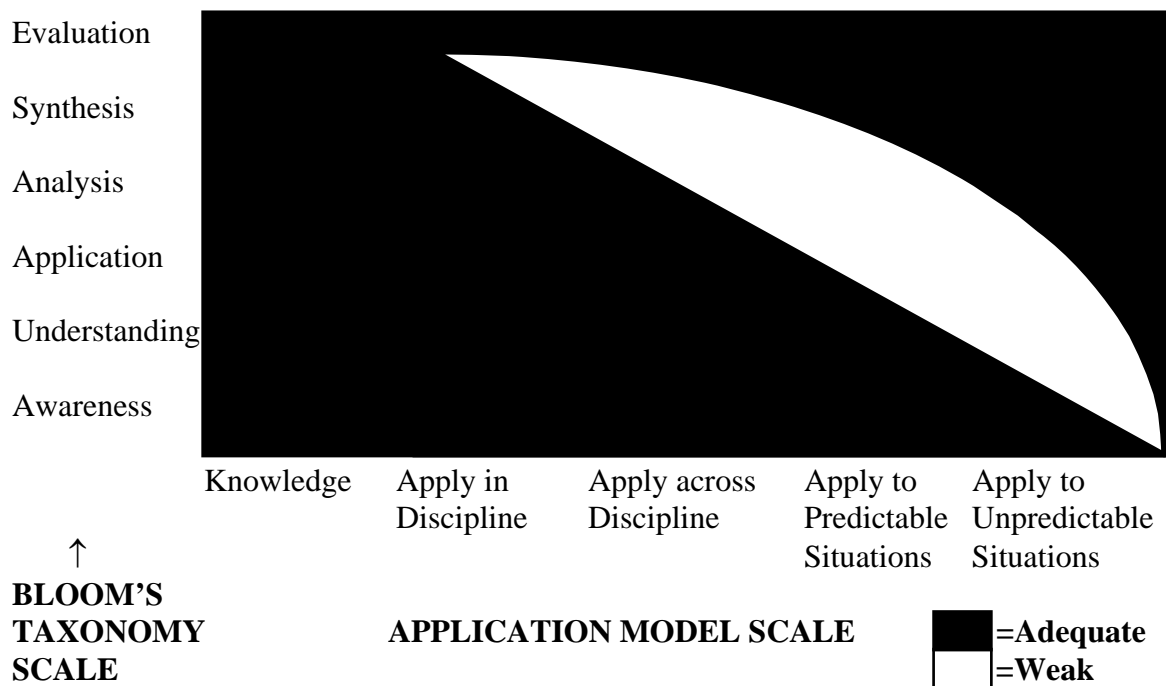 Evaluation
Synthesis
Analysis
Application
Understanding
Awareness
Knowledge
Apply in
Discipline
Apply across
Discipline
Apply to
Predictable
Situations
Apply to
Unpredictable
Situations
↑
BLOOM’S
TAXONOMY
SCALE
APPLICATION MODEL SCALE
=Adequate
=Weak